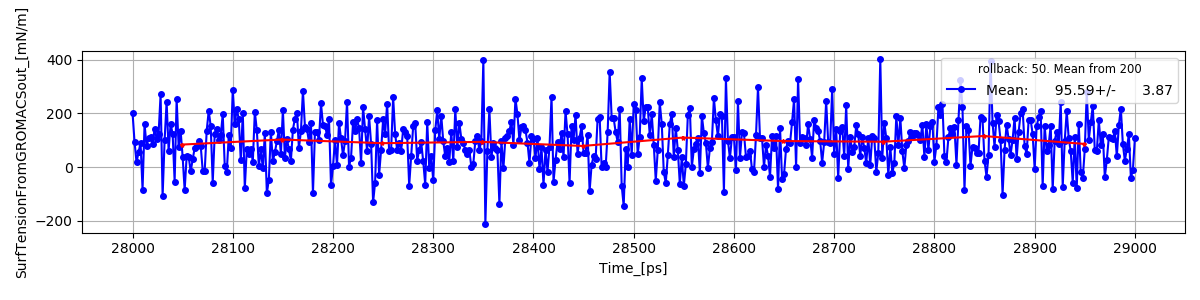 SurfTensionFromGROMACSout_[mN/m]
400
200
0
−200
rollback: 50. Mean from 200
Mean: 95.59+/- 3.87
28000 28100 28200 28300 28400 28500 28600 28700 28800 28900 29000
Time_[ps]